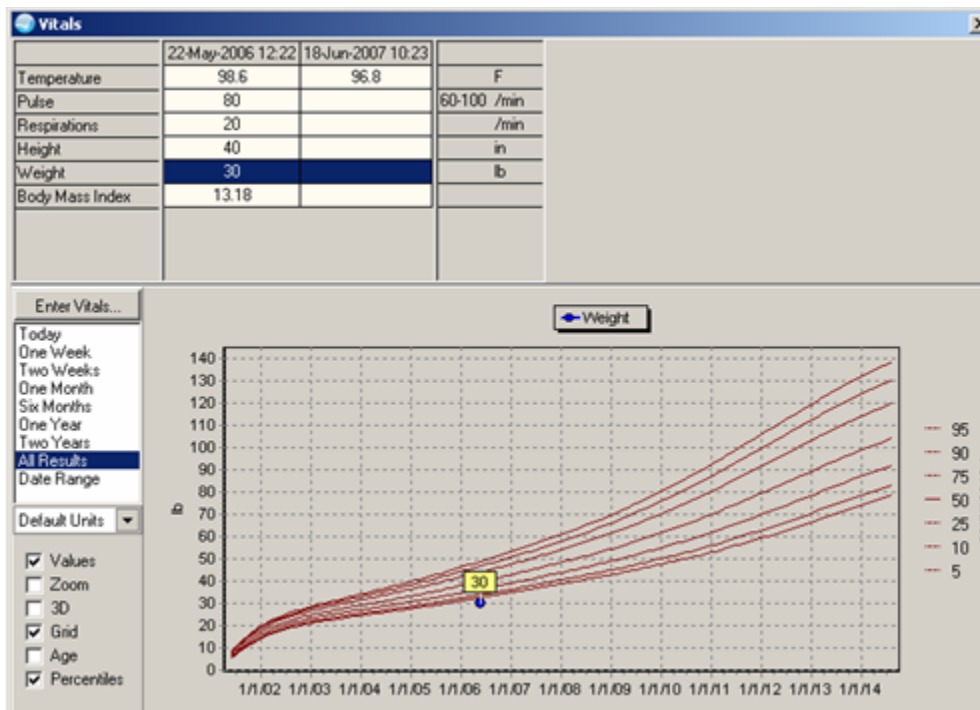 Vitals
22-May-2006 12:22 18-Jun-2007 10:23
Temperature 98.6 96.8 F
Pulse 80 60-100 /min
Respirations 20 /min
Height 40 in
Weight 30 lb
Body Mass Index 13.18
Enter Vitals...
Today
One Week
Two Weeks
One Month
Six Months
One Year
Two Years
All Results
Date Range
Default Units
Values
Zoom
3D
Grid
Age
Percentiles
Weight
140
130
120
110
100
90
80
70
60
50
40
30
20
10
0
lb
30
1/1/02 1/1/03 1/1/04 1/1/05 1/1/06 1/1/07 1/1/08 1/1/09 1/1/10 1/1/11 1/1/12 1/1/13 1/1/14
95
90
75
50
25
10
5